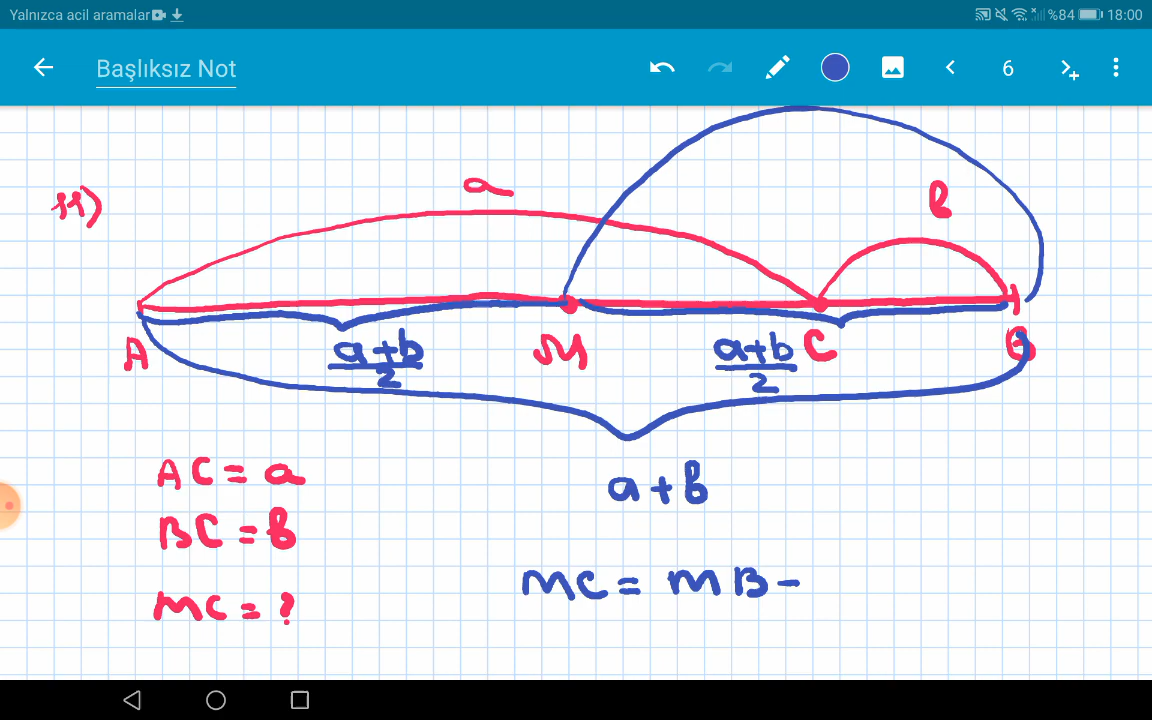 Yalnızca acil aramalar %84 18:00
Başlıksız Not 6
11)
a
b
A M C B
a+b/2 a+b/2
a+b
AC = a
BC = b
MC = ?
MC = MB -